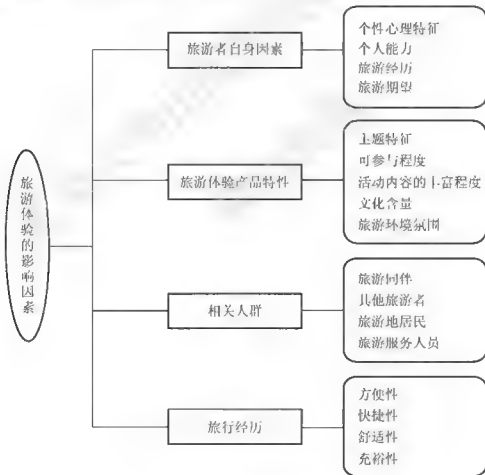 旅游体验的影响因素
旅游者自身因素
个性心理特征
个人能力
旅游经历
旅游期望
旅游体验产品特性
主题特征
可参与程度
活动内容的丰富程度
文化含量
旅游环境氛围
相关人群
旅游同伴
其他旅游者
旅游地居民
旅游服务人员
旅行经历
方便性
快捷性
舒适性
充裕性